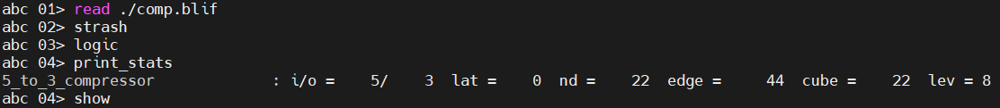 abc 01> read ./comp.blif
abc 02> strash
abc 03> logic
abc 04> print_stats
5_to_3_compressor             : i/o =    5/    3  lat =    0  nd =    22  edge =     44  cube =    22  lev = 8
abc 04> show